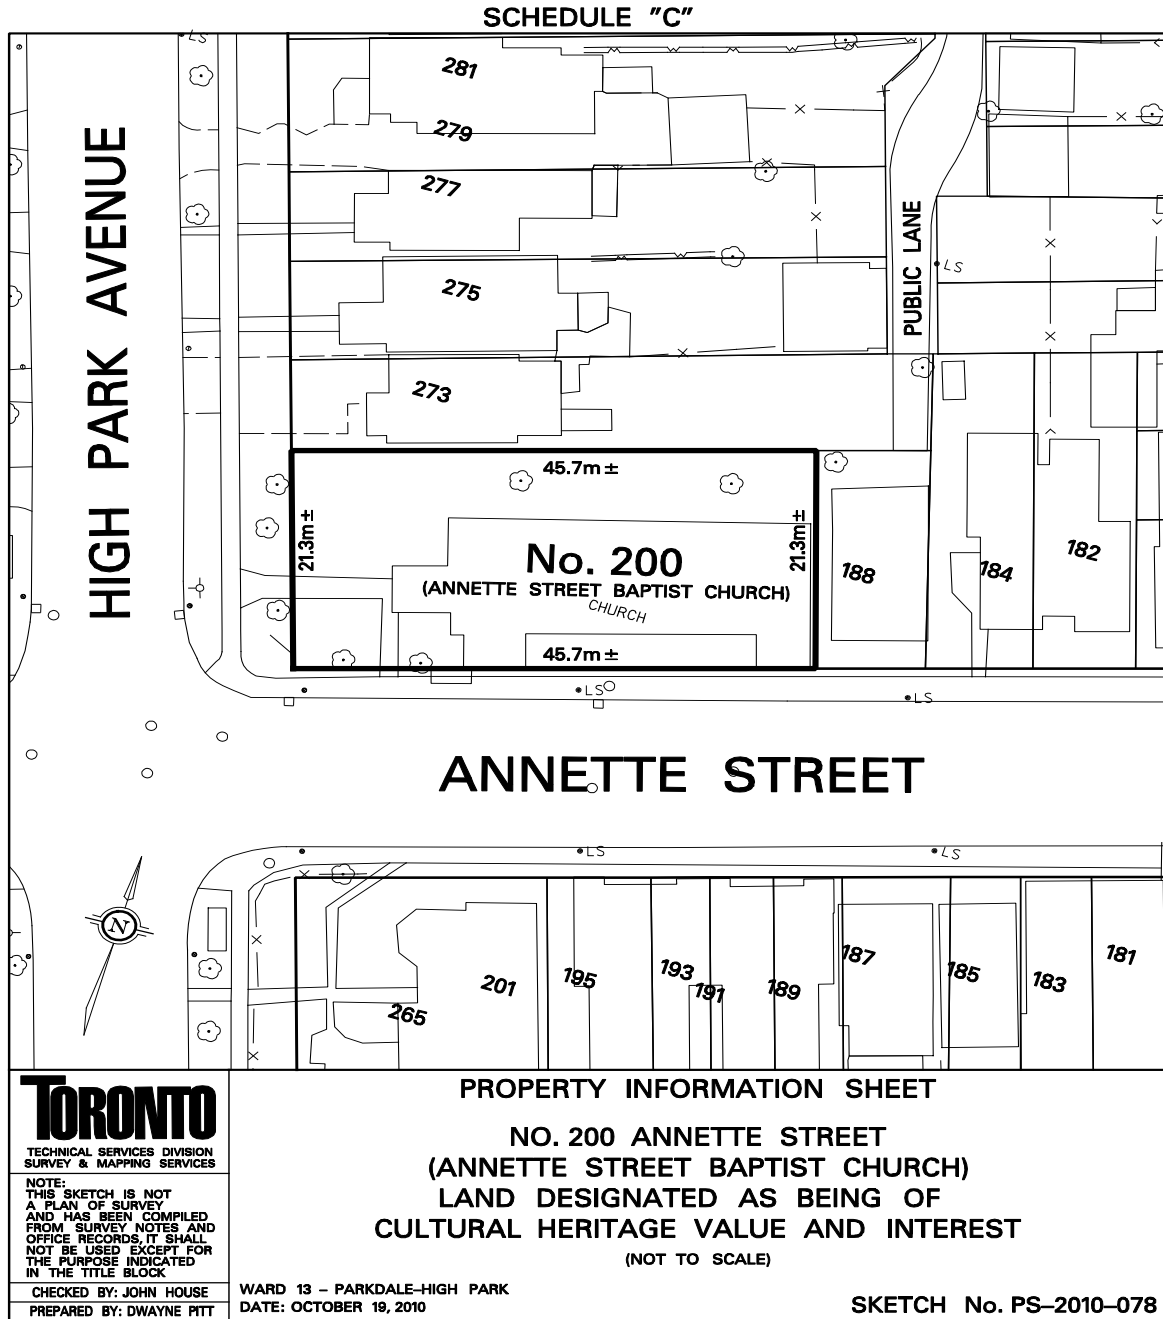 SCHEDULE "C"
LS
281
279
277
275
273
HIGH PARK AVENUE
PUBLIC LANE
LS
45.7m ±
21.3m ±
21.3m ±
No. 200
(ANNETTE STREET BAPTIST CHURCH)
CHURCH
45.7m ±
188
184
182
LS
LS
ANNETTE STREET
LS
LS
N
201
265
195
193
191
189
187
185
183
181
TORONTO
TECHNICAL SERVICES DIVISION
SURVEY & MAPPING SERVICES
NOTE:
THIS SKETCH IS NOT
A PLAN OF SURVEY
AND HAS BEEN COMPILED
FROM SURVEY NOTES AND
OFFICE RECORDS, IT SHALL
NOT BE USED EXCEPT FOR
THE PURPOSE INDICATED
IN THE TITLE BLOCK
CHECKED BY: JOHN HOUSE
PREPARED BY: DWAYNE PITT
PROPERTY INFORMATION SHEET
NO. 200 ANNETTE STREET
(ANNETTE STREET BAPTIST CHURCH)
LAND DESIGNATED AS BEING OF
CULTURAL HERITAGE VALUE AND INTEREST
(NOT TO SCALE)
WARD 13 – PARKDALE–HIGH PARK
DATE: OCTOBER 19, 2010
SKETCH No. PS–2010–078